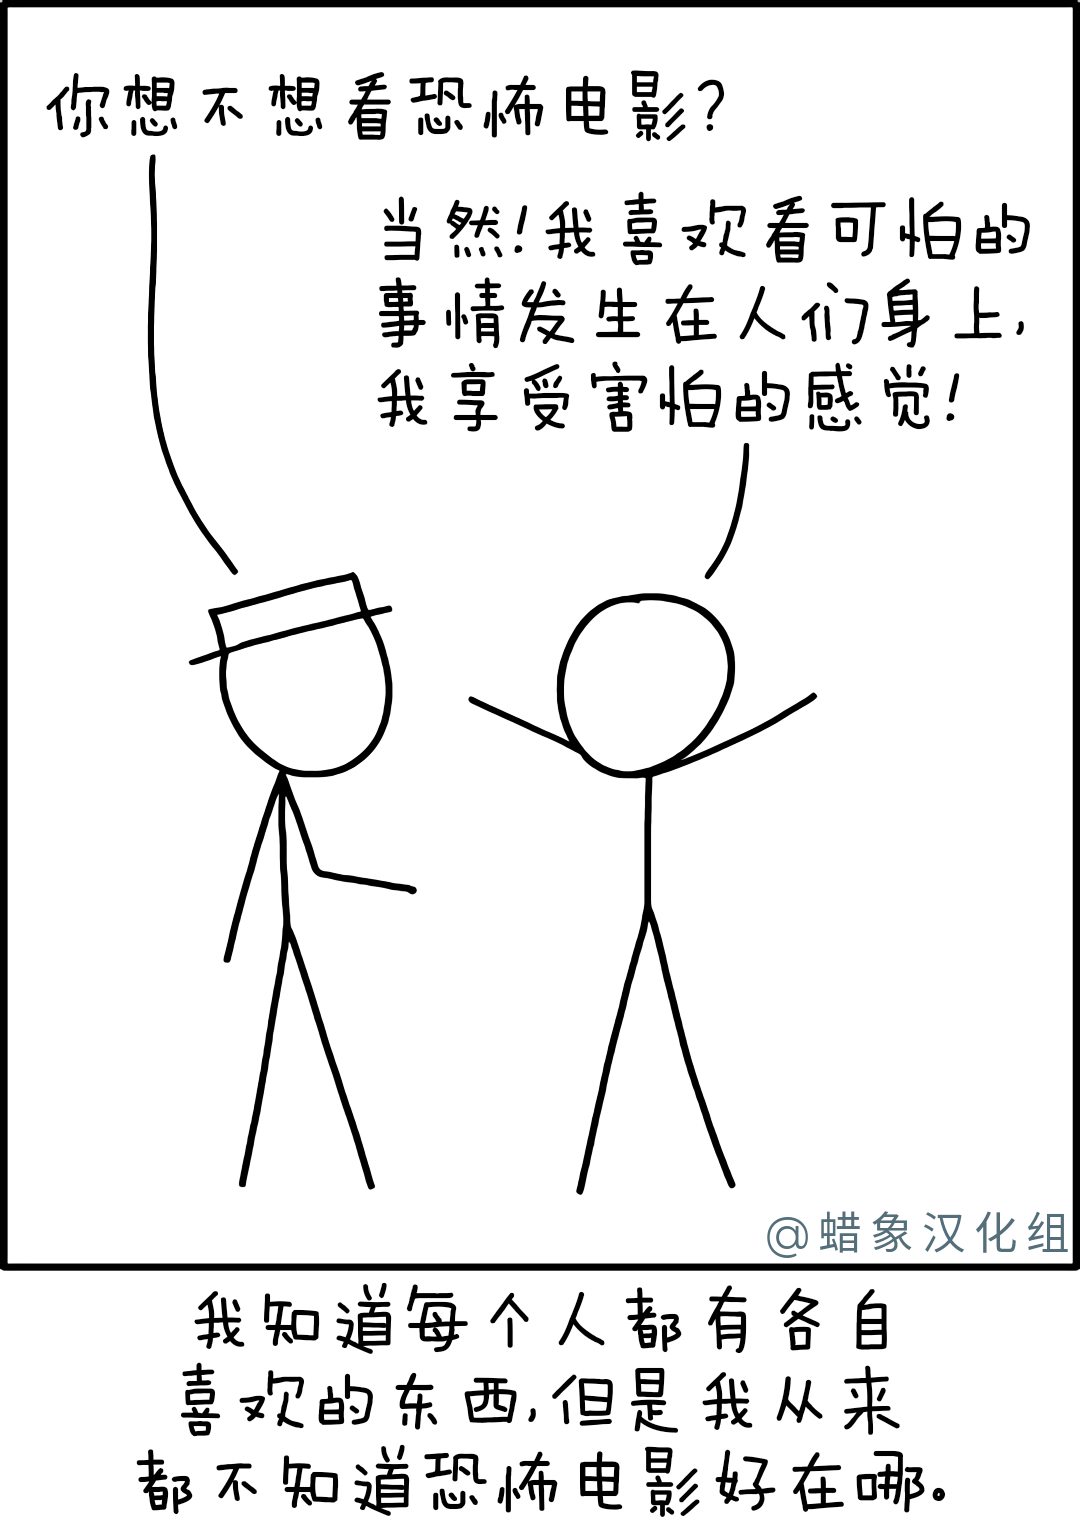 你想不想看恐怖电影?
当然!我喜欢看可怕的
事情发生在人们身上,
我享受害怕的感觉!
@蜡象汉化组
我知道每个人都有各自
喜欢的东西,但是我从来
都不知道恐怖电影好在哪。